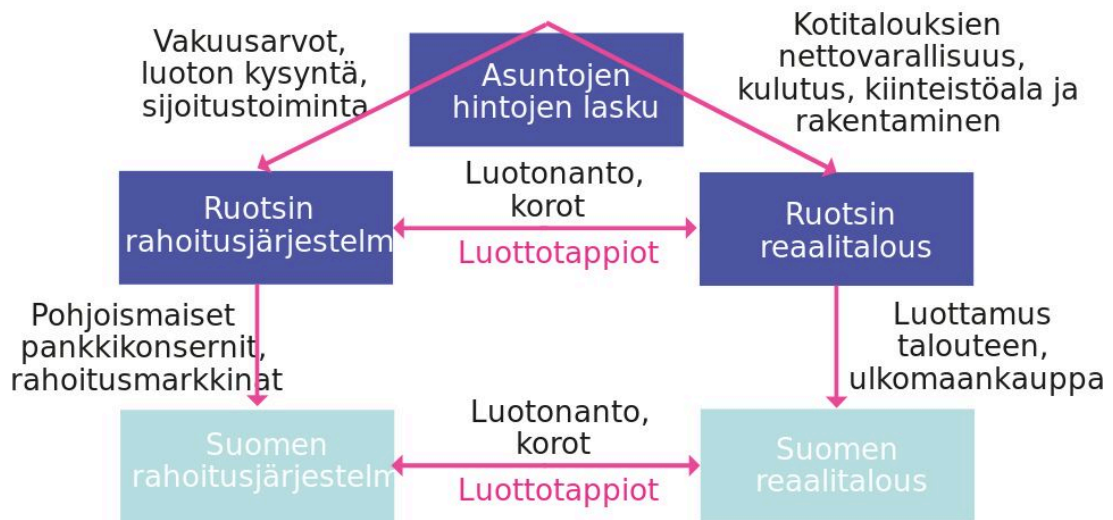 Vakuusarvot,
luoton kysyntä,
sijoitustoiminta
Asuntojen
hintojen lasku
Kotitalouksien
nettovarallisuus,
kulutus, kiinteistöala ja
rakentaminen
Ruotsin
rahoitusjärjestelm
Luotonanto,
korot
Luottotappiot
Ruotsin
reaalitalous
Pohjoismaiset
pankkikonsernit,
rahoitusmarkkinat
Luottamus
talouteen,
ulkomaankauppa
Suomen
rahoitusjärjestelm
Luotonanto,
korot
Luottotappiot
Suomen
reaalitalous